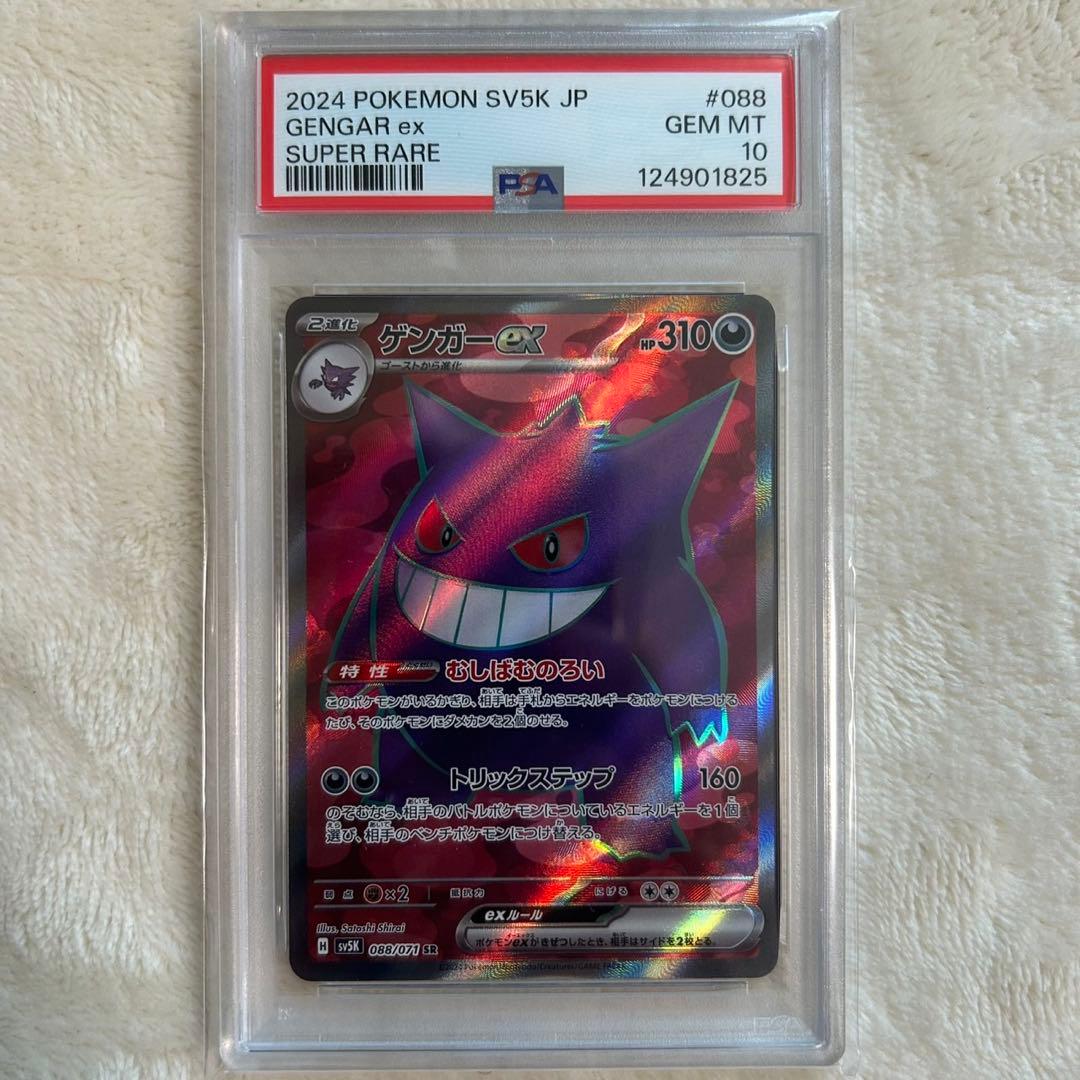 2024 POKEMON SV5K JP #088
GENGAR ex GEM MT
SUPER RARE 10
PSA 124901825
2進化 ゲンガーex HP310
ゴーストから進化
特性 むしばむのろい
このポケモンがいるかぎり、相手は手札からエネルギーをポケモンにつける
たび、そのポケモンにダメカンを2個のせる。
トリックステップ 160
のぞむなら、相手のバトルポケモンについているエネルギーを1個
選び、相手のベンチポケモンにつけ替える。
弱点 ×2 抵抗力 にげる
exルール
ポケモンexがきぜつしたとき、相手はサイドを2枚とる。
Illus. Satoshi Shirai
H sv5K 088/071 SR
©2024 Pokémon/Nintendo/Creatures/GAME FREAK